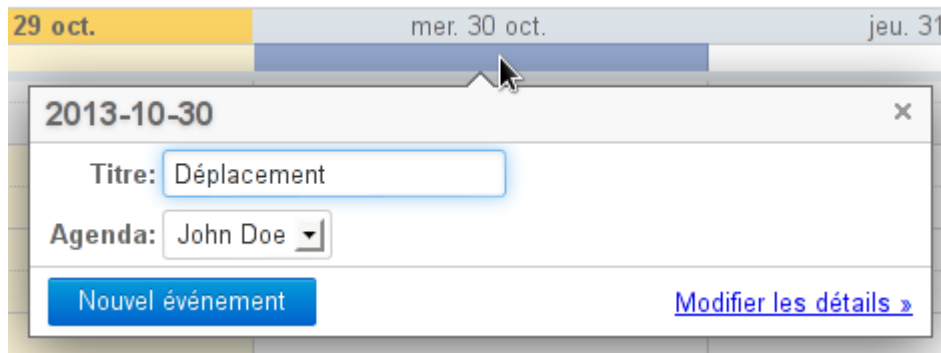 29 oct. mer. 30 oct. jeu. 31
2013-10-30 ×
Titre: Déplacement
Agenda: John Doe
Nouvel événement Modifier les détails »